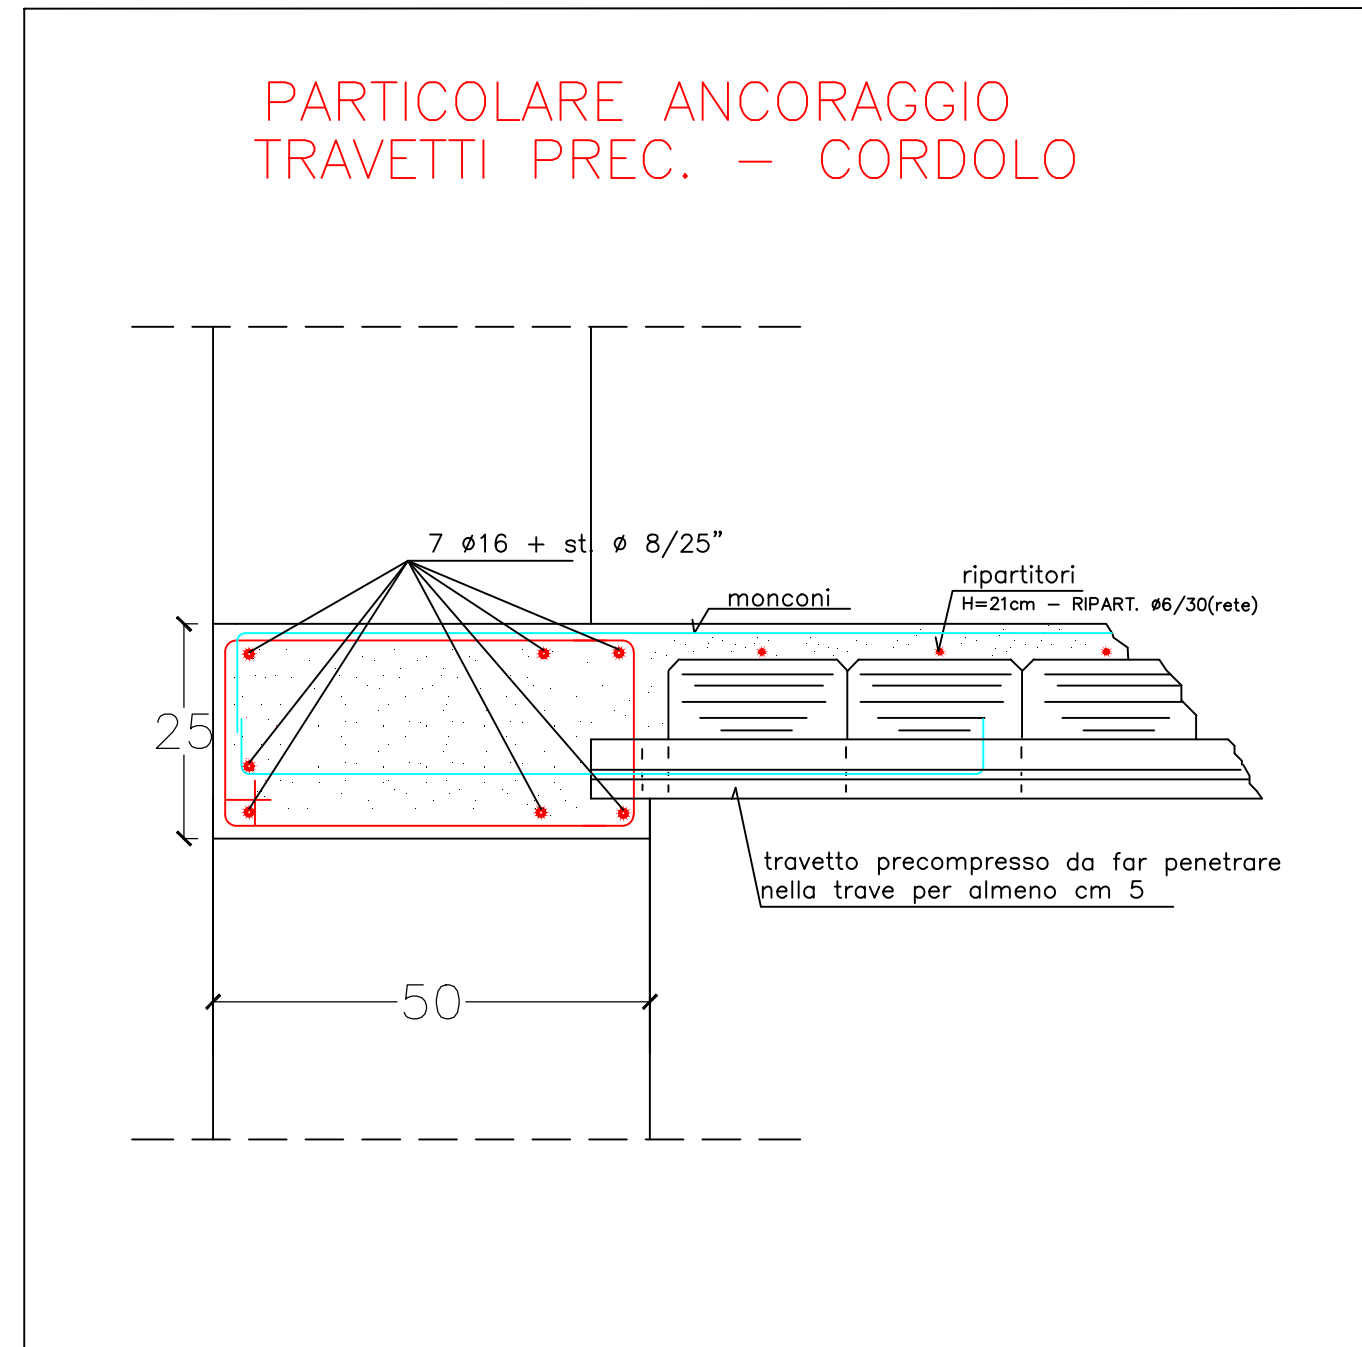 PARTICOLARE ANCORAGGIO
TRAVETTI PREC. – CORDOLO
7 ø16 + st. ø 8/25”
ripartitori
H=21cm – RIPART. ø6/30(rete)
monconi
25
travetto precompresso da far penetrare
nella trave per almeno cm 5
50